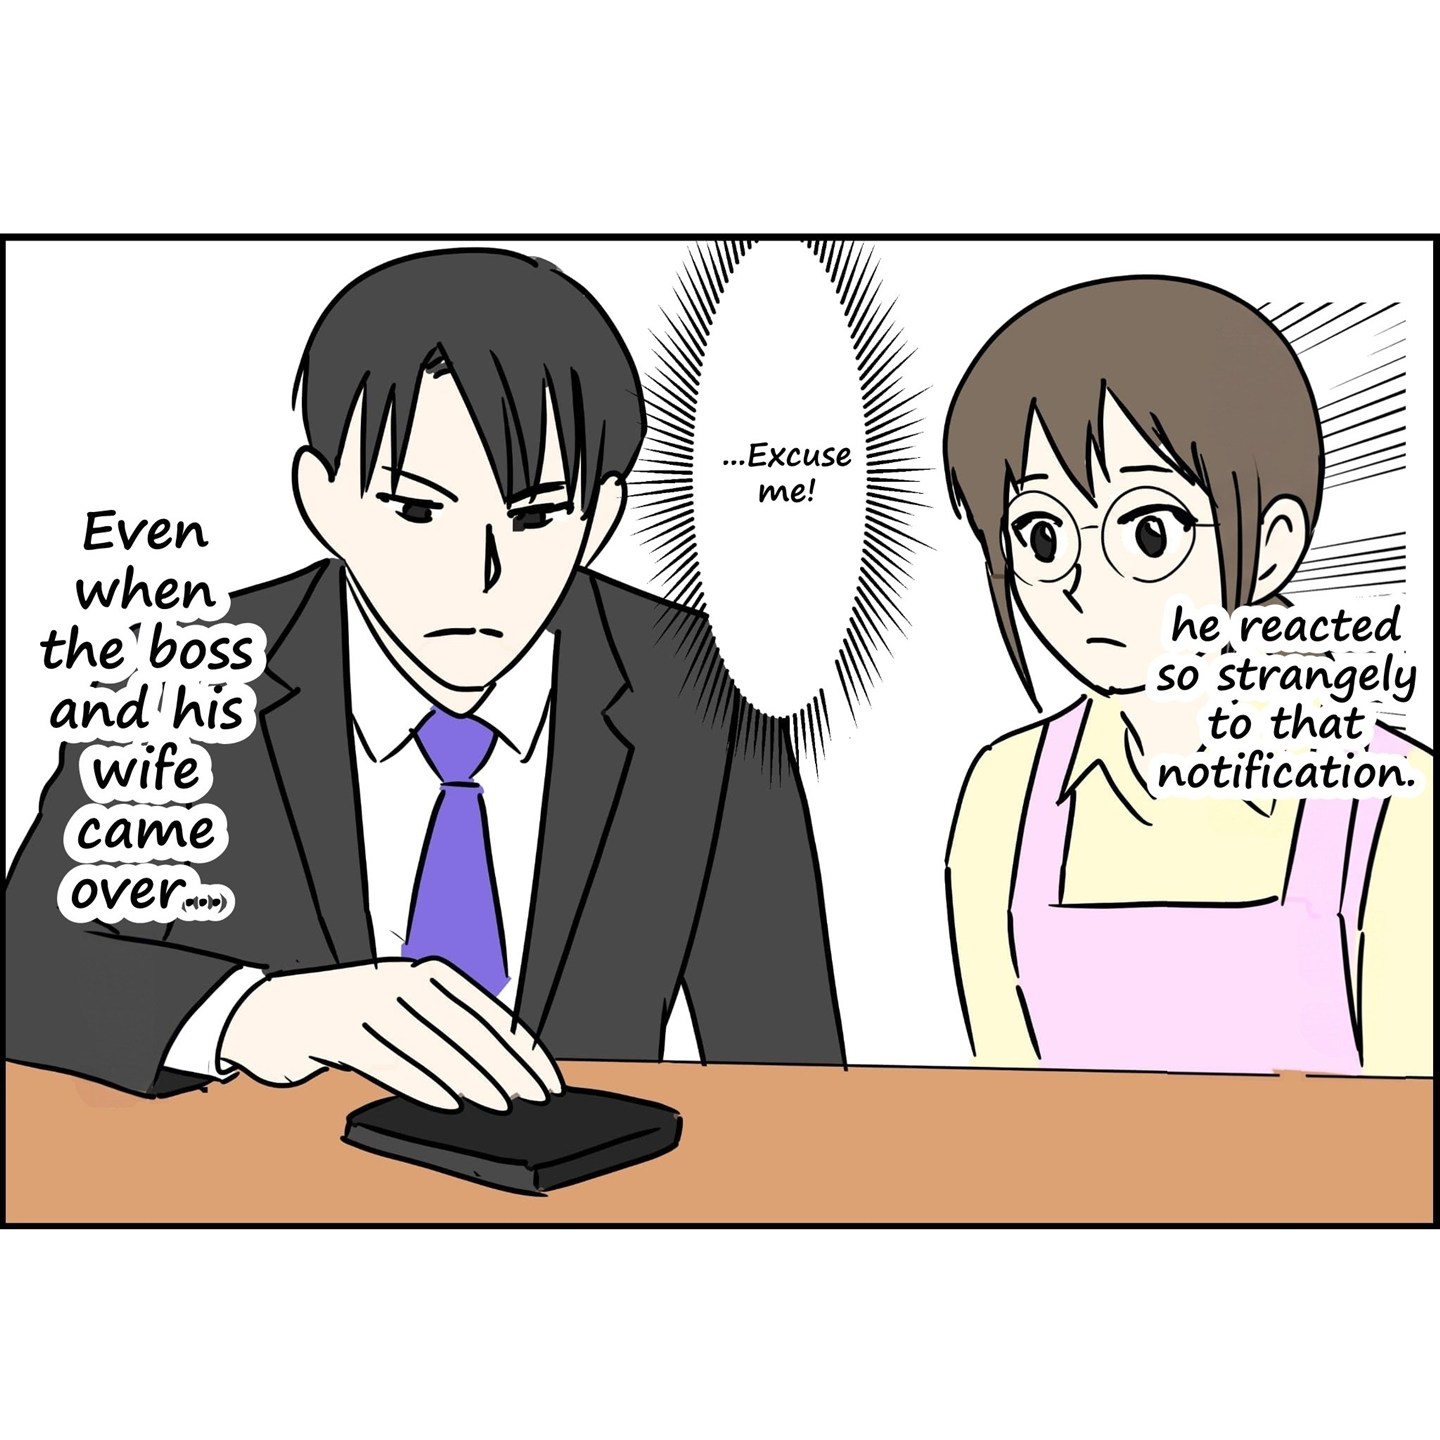 Even
when
the boss
and his
wife
came
over...
...Excuse
me!
he reacted
so strangely
to that
notification.